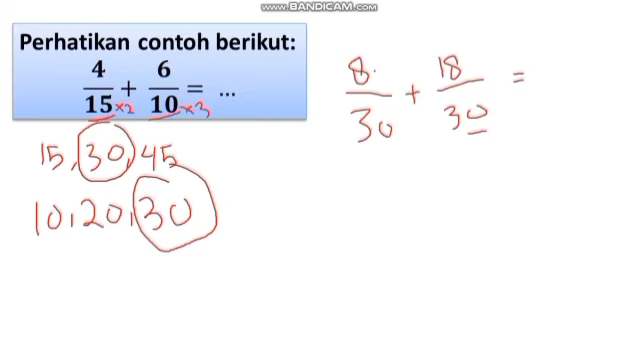 WWW.BANDICAM.COM
Perhatikan contoh berikut:
4/15 + 6/10 = ...
×2 ×3
15, 30, 45
10, 20, 30
8/30 + 18/30 =